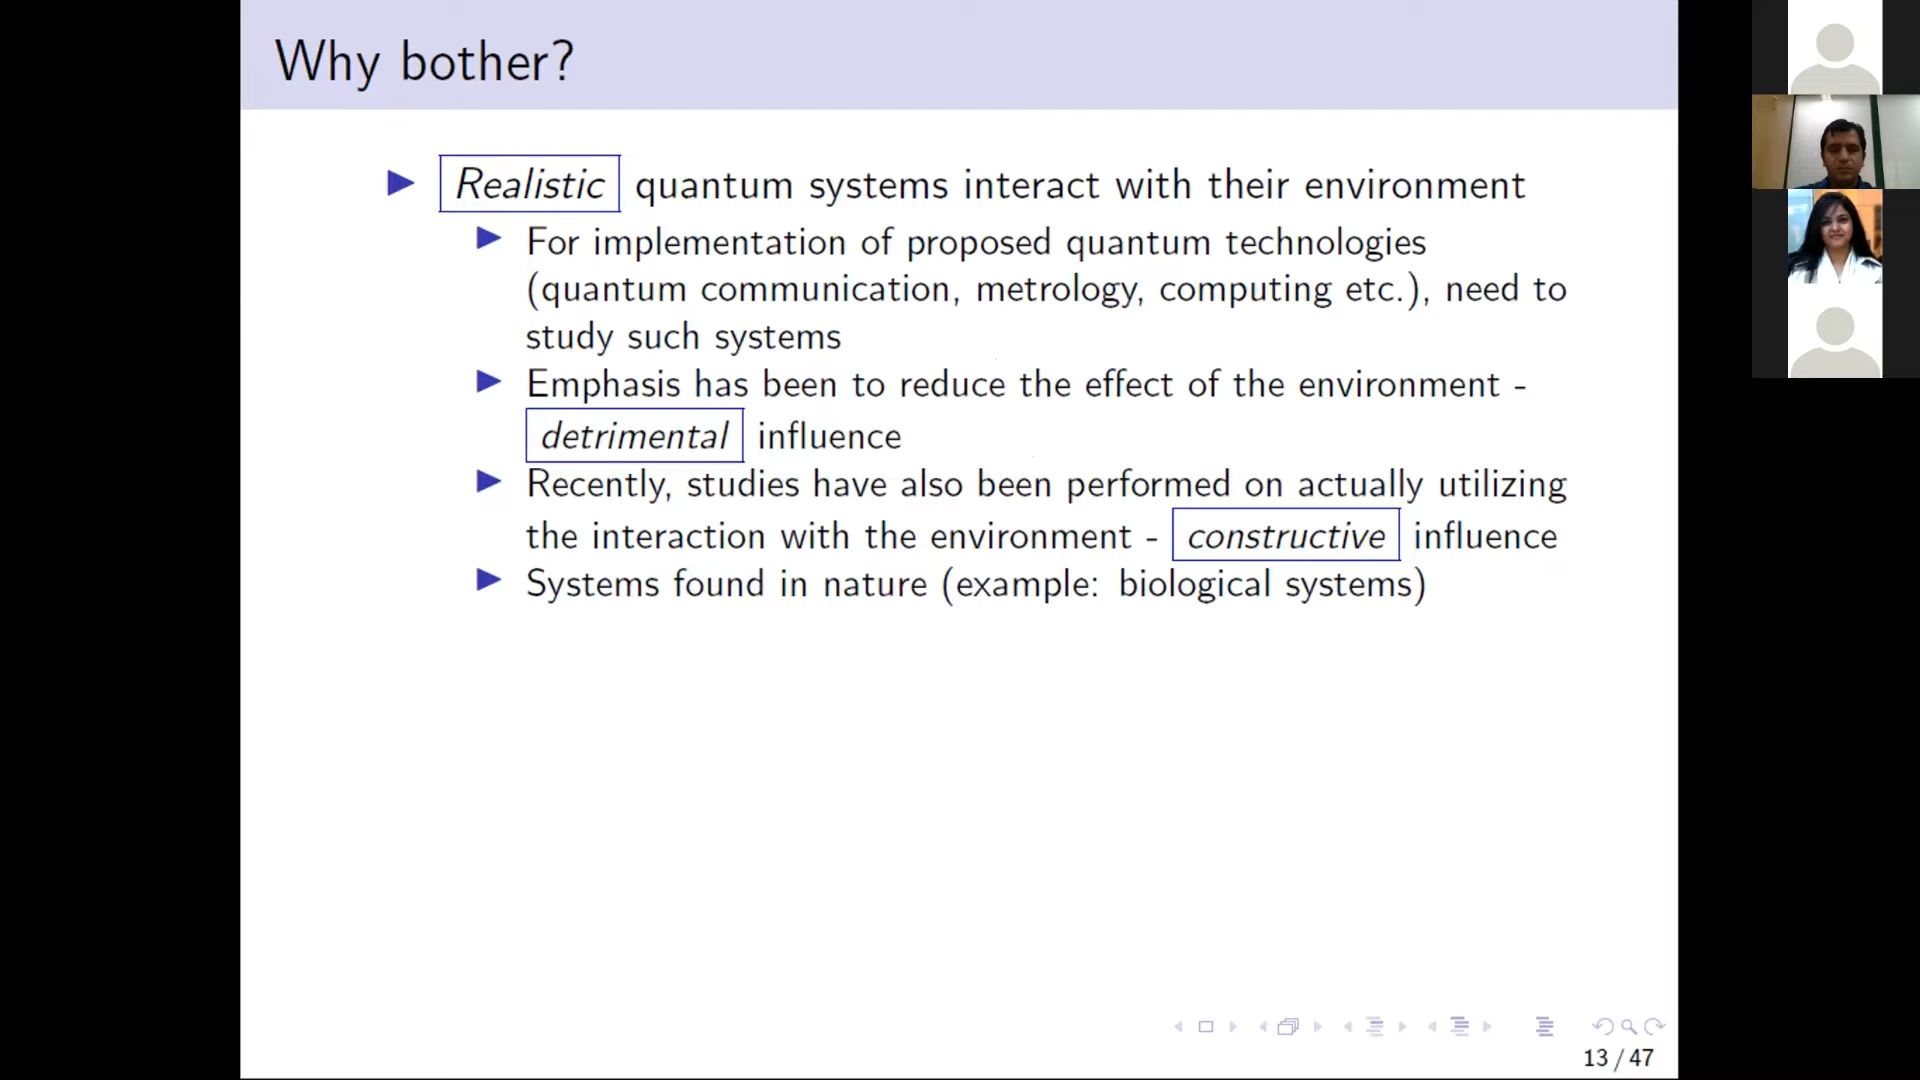 Why bother?
Realistic quantum systems interact with their environment
For implementation of proposed quantum technologies
(quantum communication, metrology, computing etc.), need to
study such systems
Emphasis has been to reduce the effect of the environment -
detrimental influence
Recently, studies have also been performed on actually utilizing
the interaction with the environment - constructive influence
Systems found in nature (example: biological systems)
13 / 47